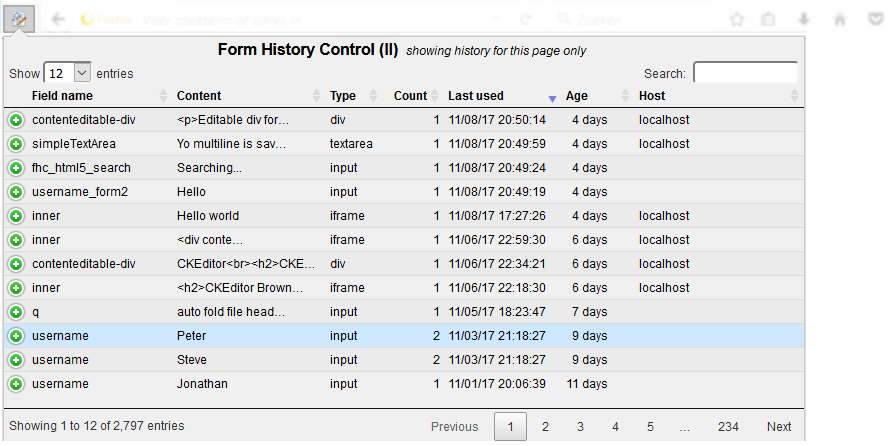 Firefox Voer zoekterm of adres in Zoeken
Form History Control (II) showing history for this page only
Show 12 entries Search:
Field name Content Type Count Last used Age Host
contenteditable-div <p>Editable div for... div 1 11/08/17 20:50:14 4 days localhost
simpleTextArea Yo multiline is sav... textarea 1 11/08/17 20:49:59 4 days localhost
fhc_html5_search Searching... input 1 11/08/17 20:49:24 4 days
username_form2 Hello input 1 11/08/17 20:49:19 4 days
inner Hello world iframe 1 11/08/17 17:27:26 4 days localhost
inner <div conte... iframe 1 11/06/17 22:59:30 6 days localhost
contenteditable-div CKEditor<br><h2>CKE... div 1 11/06/17 22:34:21 6 days localhost
inner <h2>CKEditor Brown... iframe 1 11/06/17 22:18:30 6 days localhost
q auto fold file head... input 1 11/05/17 18:23:47 7 days
username Peter input 2 11/03/17 21:18:27 9 days
username Steve input 2 11/03/17 21:18:27 9 days
username Jonathan input 1 11/01/17 20:06:39 11 days
Showing 1 to 12 of 2,797 entries Previous 1 2 3 4 5 ... 234 Next